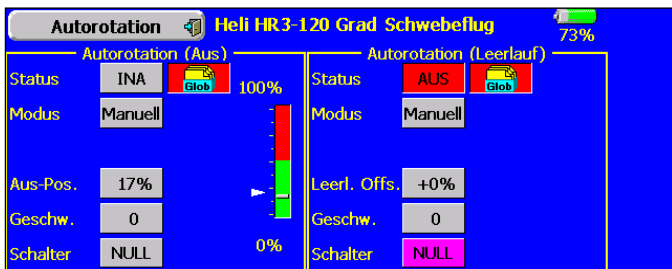 Autorotation Heli HR3-120 Grad Schwebeflug 73%
Autorotation (Aus) Autorotation (Leerlauf)
Status INA Glob 100% Status AUS Glob
Modus Manuell Modus Manuell
Aus-Pos. 17% Leerl. Offs. +0%
Geschw. 0 Geschw. 0
Schalter NULL 0% Schalter NULL